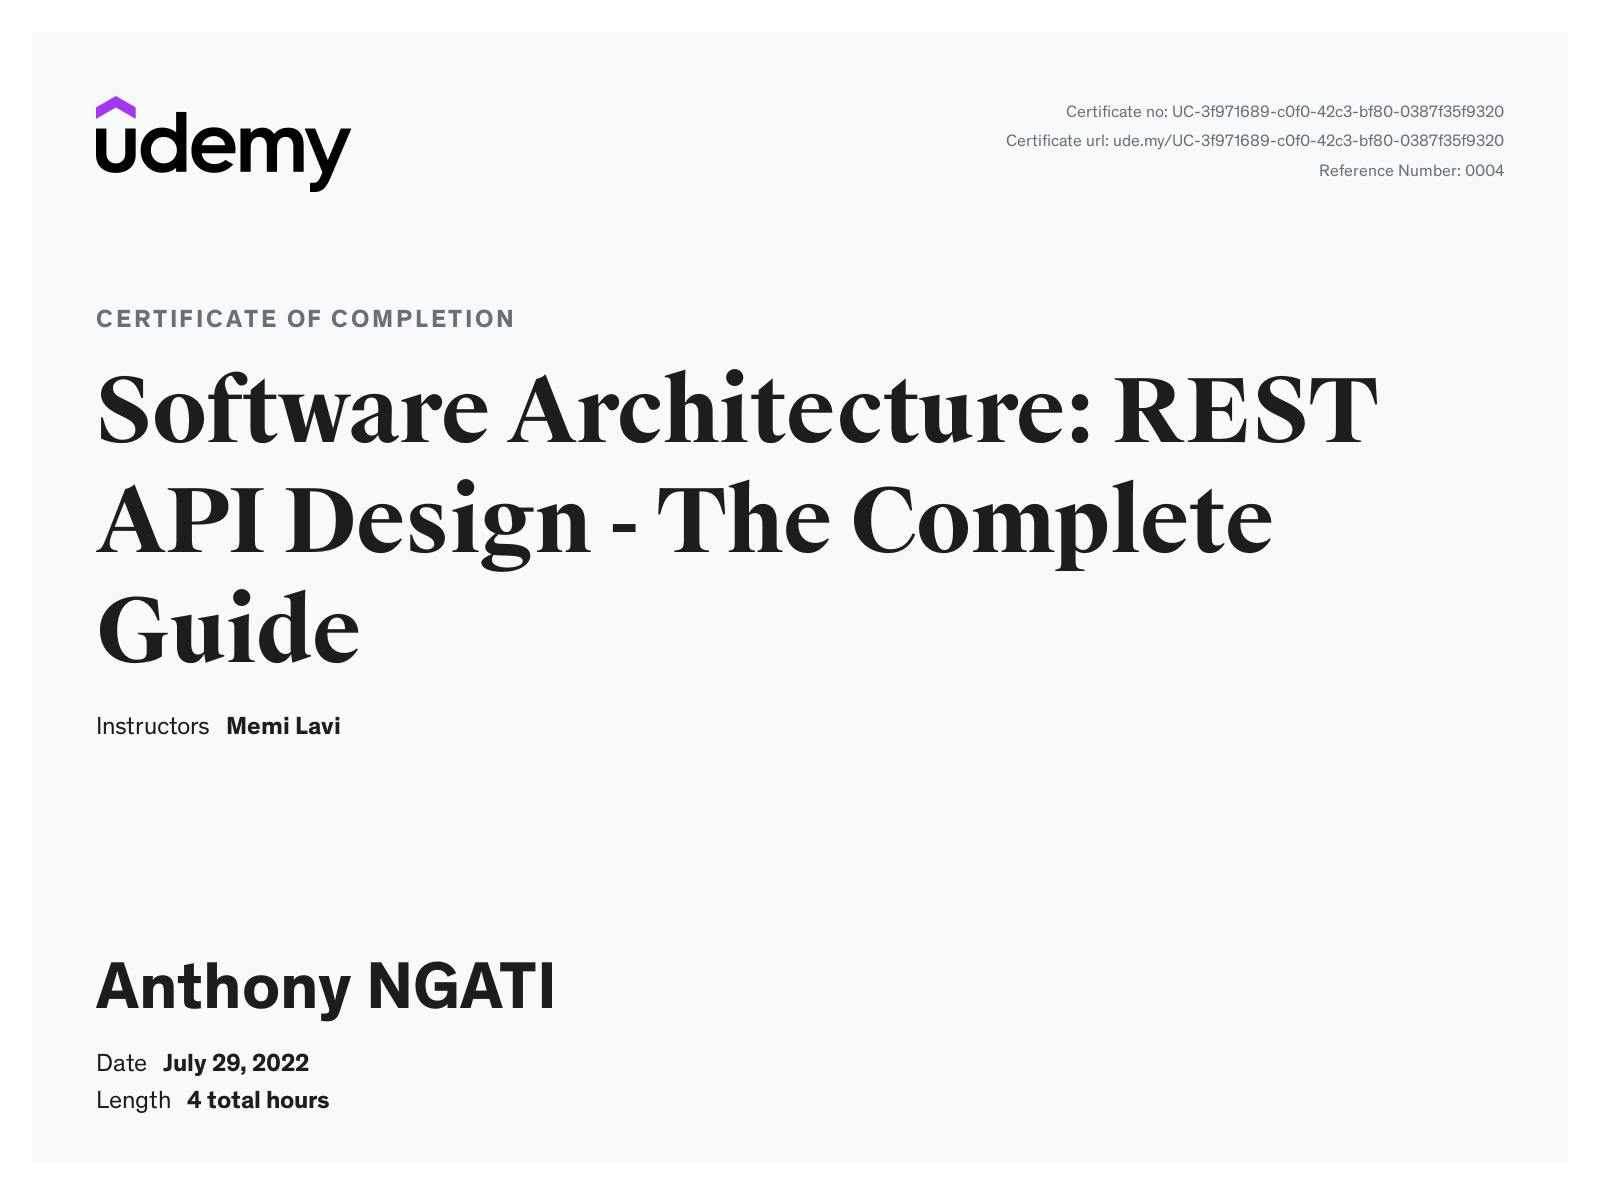 udemy
Certificate no: UC-3f971689-c0f0-42c3-bf80-0387f35f9320
Certificate url: ude.my/UC-3f971689-c0f0-42c3-bf80-0387f35f9320
Reference Number: 0004
CERTIFICATE OF COMPLETION
Software Architecture: REST
API Design - The Complete
Guide
Instructors Memi Lavi
Anthony NGATI
Date July 29, 2022
Length 4 total hours